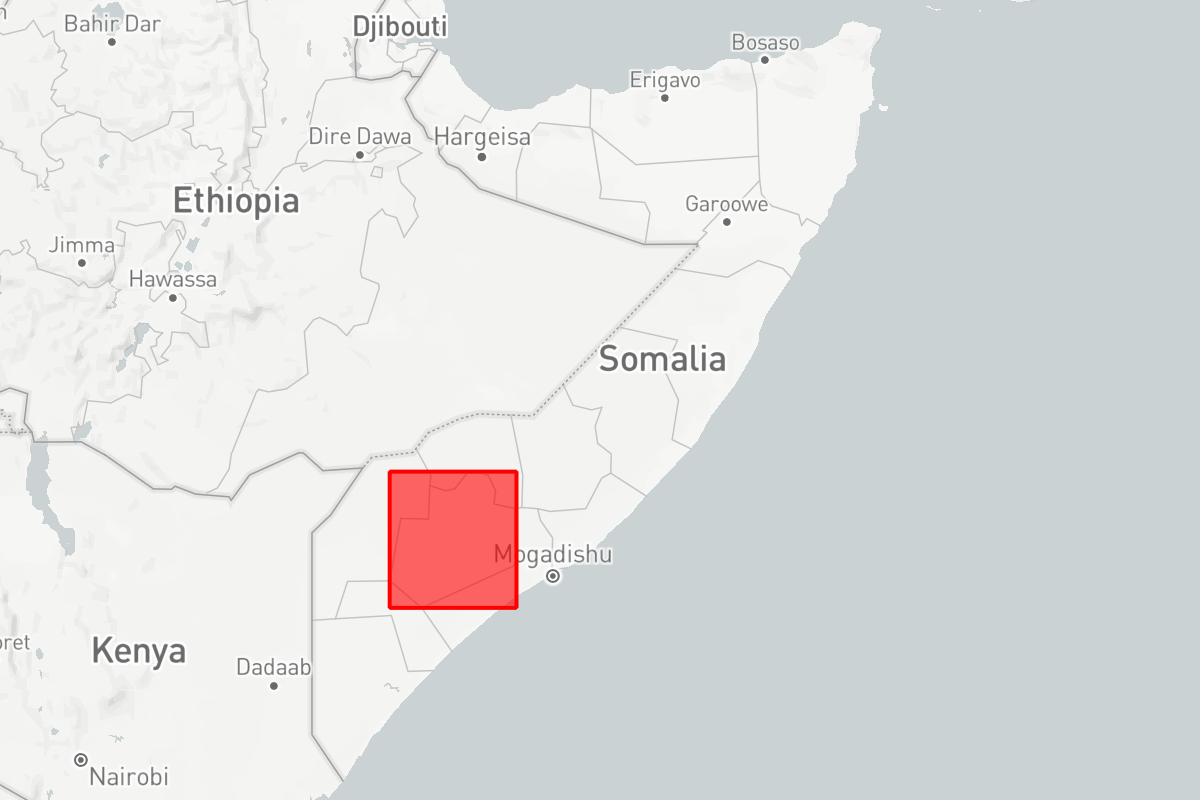 Bahir Dar
Djibouti
Bosaso
Erigavo
Dire Dawa
Hargeisa
Ethiopia
Garoowe
Jimma
Hawassa
Somalia
Mogadishu
Kenya
Dadaab
Nairobi